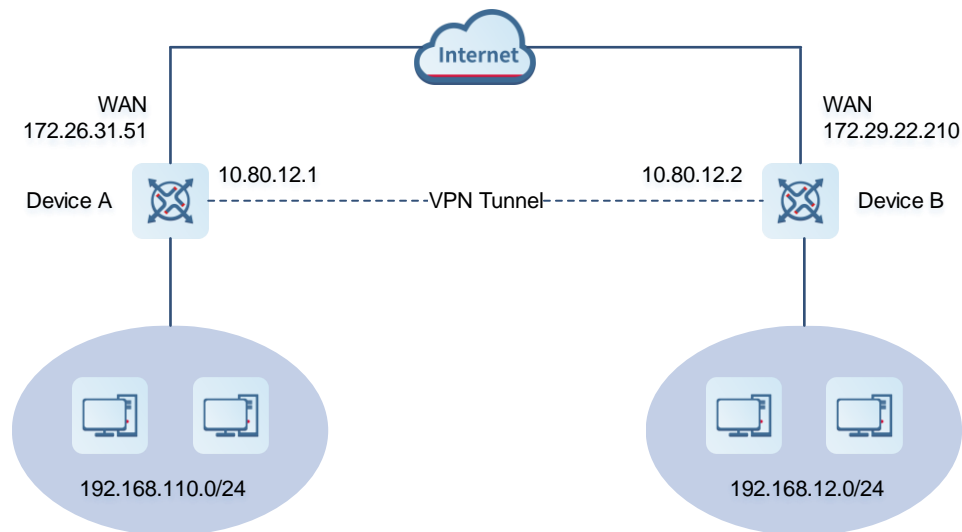 Internet
WAN
172.26.31.51
WAN
172.29.22.210
10.80.12.1
10.80.12.2
Device A
VPN Tunnel
Device B
192.168.110.0/24
192.168.12.0/24